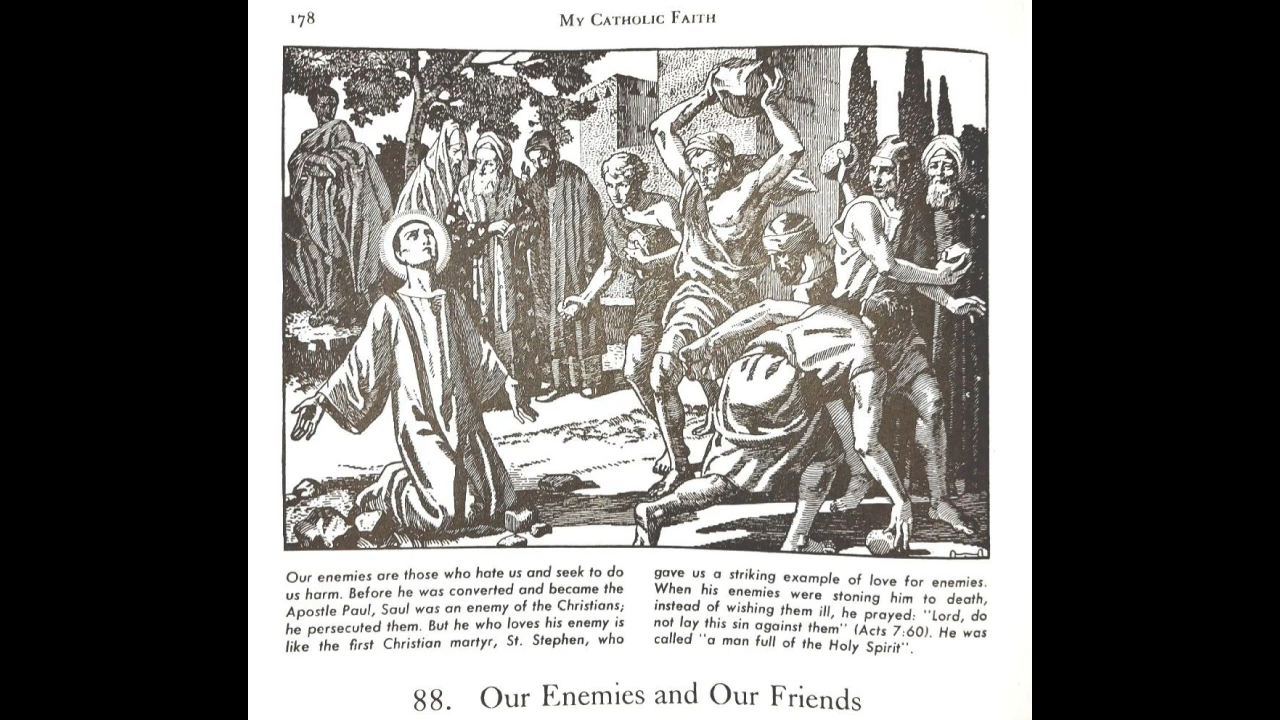 178
My Catholic Faith
Our enemies are those who hate us and seek to do
us harm. Before he was converted and became the
Apostle Paul, Saul was an enemy of the Christians;
he persecuted them. But he who loves his enemy is
like the first Christian martyr, St. Stephen, who
gave us a striking example of love for enemies.
When his enemies were stoning him to death,
instead of wishing them ill, he prayed: "Lord, do
not lay this sin against them" (Acts 7:60). He was
called "a man full of the Holy Spirit".
88. Our Enemies and Our Friends